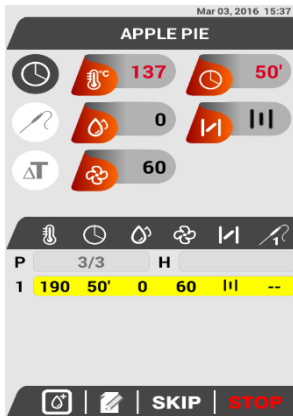 Mar 03, 2016 15:37
APPLE PIE
°C 137 50'
0
ΔT 60
P 3/3 H
1 190 50' 0 60 --
SKIP STOP